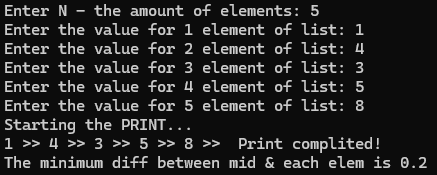 Enter N - the amount of elements: 5
Enter the value for 1 element of list: 1
Enter the value for 2 element of list: 4
Enter the value for 3 element of list: 3
Enter the value for 4 element of list: 5
Enter the value for 5 element of list: 8
Starting the PRINT...
1 >> 4 >> 3 >> 5 >> 8 >>  Print complited!
The minimum diff between mid & each elem is 0.2